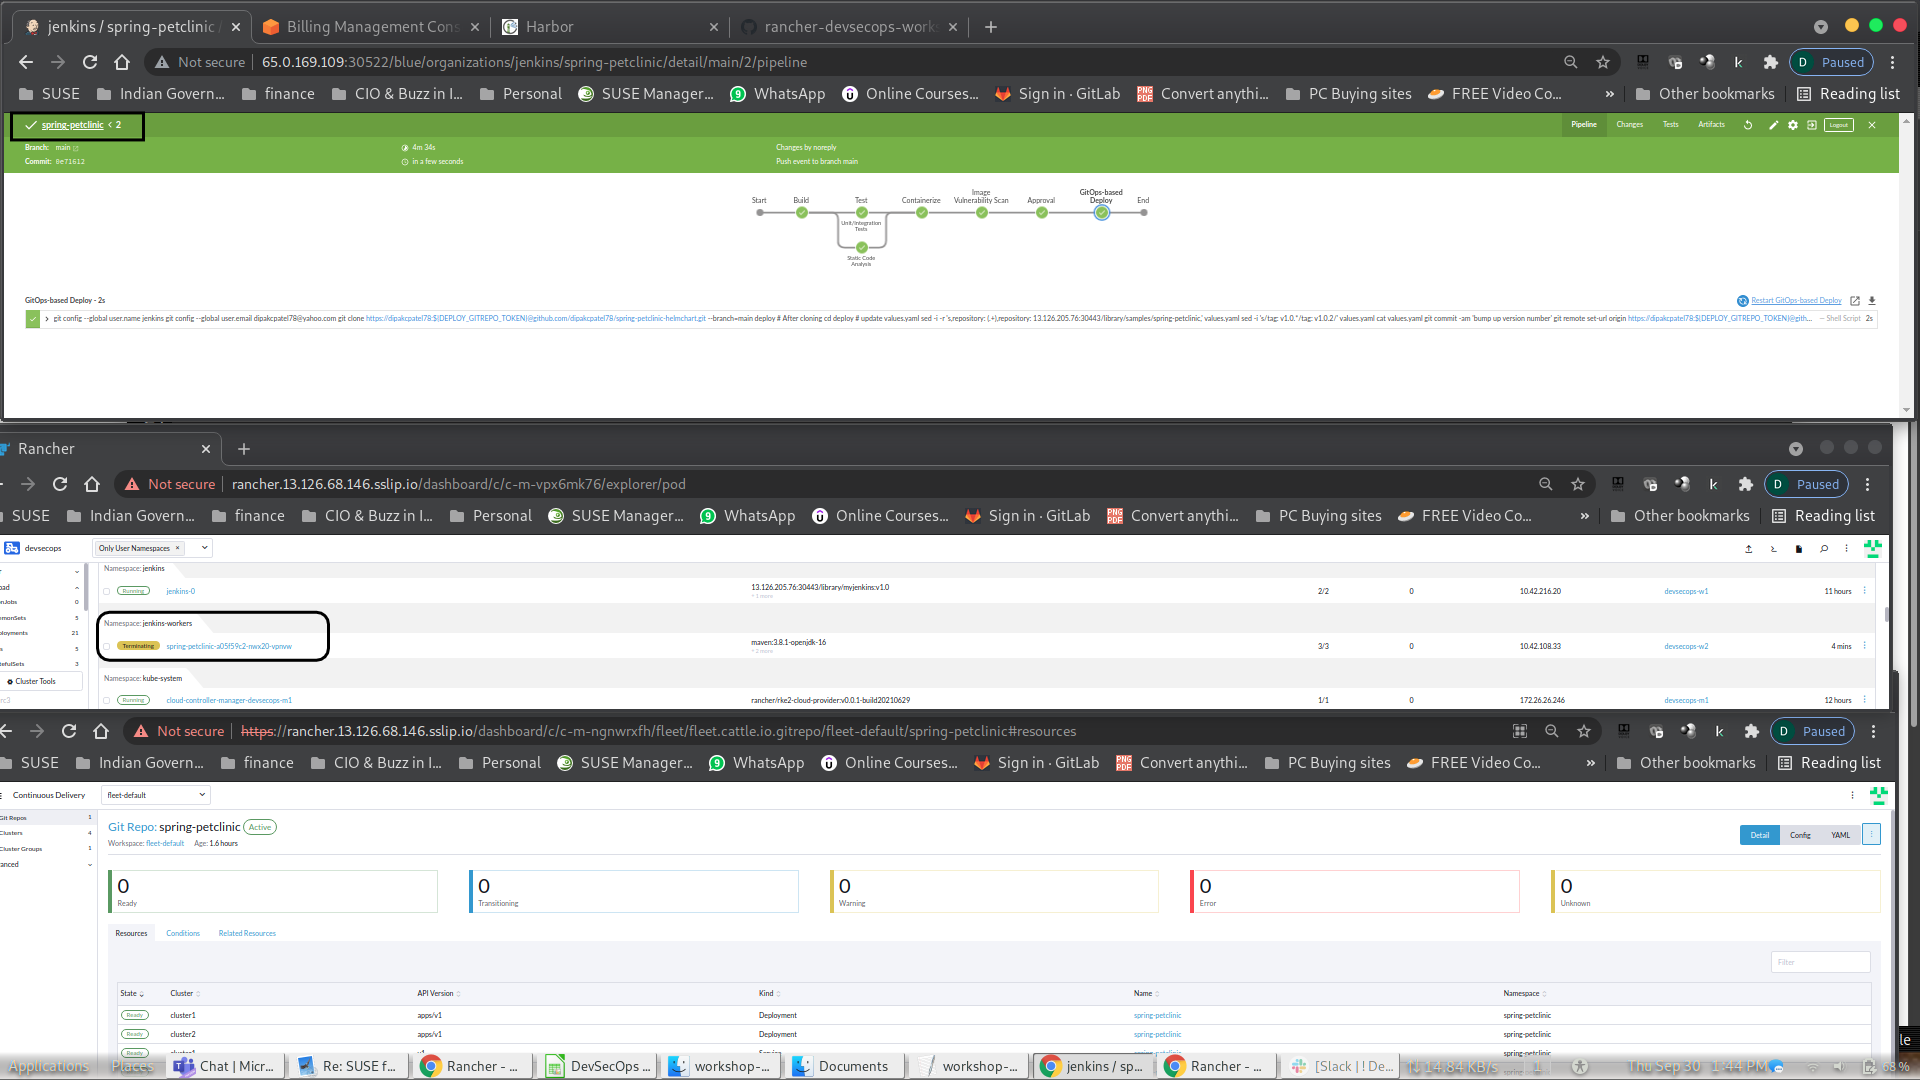 jenkins / spring-petclinic /
Billing Management Cons
Harbor
rancher-devsecops-work
Not secure
65.0.169.109:30522/blue/organizations/jenkins/spring-petclinic/detail/main/2/pipeline
D Paused
SUSE
Indian Govern...
finance
CIO & Buzz in I...
Personal
SUSE Manager...
WhatsApp
Online Courses...
Sign in · GitLab
Convert anythi...
PC Buying sites
FREE Video Co...
»
Other bookmarks
Reading list
spring-petclinic < 2
Pipeline
Changes
Tests
Artifacts
Logout
Branch: main
4m 34s
Changes by noreply
Commit: 0e71612
in a few seconds
Push event to branch main
Start
Build
Test
Containerize
Image
Vulnerability Scan
Approval
GitOps-based
Deploy
End
Unit/Integration
Tests
Static Code
Analysis
GitOps-based Deploy - 2s
Restart GitOps-based Deploy
git config --global user.name jenkins git config --global user.email dipakcpatel78@yahoo.com git clone https://dipakcpatel78:${DEPLOY_GITREPO_TOKEN}@github.com/dipakcpatel78/spring-petclinic-helmchart.git --branch=main deploy # After cloning cd deploy # update values.yaml sed -i -r 's,repository: (.+),repository: 13.126.205.76:30443/library/samples/spring-petclinic,' values.yaml sed -i 's/tag: v1.0.*/tag: v1.0.2/' values.yaml cat values.yaml git commit -am 'bump up version number' git remote set-url origin https://dipakcpatel78:${DEPLOY_GITREPO_TOKEN}@gith...
— Shell Script 2s
Rancher
Not secure
rancher.13.126.68.146.sslip.io/dashboard/c/c-m-vpx6mk76/explorer/pod
D Paused
SUSE
Indian Govern...
finance
CIO & Buzz in I...
Personal
SUSE Manager...
WhatsApp
Online Courses...
Sign in · GitLab
Convert anythi...
PC Buying sites
FREE Video Co...
»
Other bookmarks
Reading list
devsecops
Only User Namespaces ×
oad
onJobs 0
emonSets 5
ployments 21
s 5
atefulSets 3
Cluster Tools
Namespace: jenkins
Running jenkins-0 13.126.205.76:30443/library/myjenkins:v1.0 2/2 0 10.42.216.20 devsecops-w1 11 hours
+ 1 more
Namespace: jenkins-workers
Terminating spring-petclinic-a05f59c2-nwx20-vpnvw maven:3.8.1-openjdk-16 3/3 0 10.42.108.33 devsecops-w2 4 mins
+ 2 more
Namespace: kube-system
Running cloud-controller-manager-devsecops-m1 rancher/rke2-cloud-provider:v0.0.1-build20210629 1/1 0 172.26.26.246 devsecops-m1 12 hours
Not secure
https://rancher.13.126.68.146.sslip.io/dashboard/c/c-m-ngnwrxfh/fleet/fleet.cattle.io.gitrepo/fleet-default/spring-petclinic#resources
D Paused
SUSE
Indian Govern...
finance
CIO & Buzz in I...
Personal
SUSE Manager...
WhatsApp
Online Courses...
Sign in · GitLab
Convert anythi...
PC Buying sites
FREE Video Co...
»
Other bookmarks
Reading list
Continuous Delivery
fleet-default
Git Repos 1
Clusters 4
Cluster Groups 1
anced
Git Repo: spring-petclinic Active
Workspace: fleet-default Age: 1.6 hours
Detail
Config
YAML
0
Ready
0
Transitioning
0
Warning
0
Error
0
Unknown
Resources
Conditions
Related Resources
Filter
State Cluster API Version Kind Name Namespace
Ready cluster1 apps/v1 Deployment spring-petclinic spring-petclinic
Ready cluster2 apps/v1 Deployment spring-petclinic spring-petclinic
Ready
Applications
Places
Chat | Micr...
Re: SUSE f...
Rancher - ...
DevSecOps ...
workshop-...
Documents
workshop-...
jenkins / sp...
Rancher - ...
[Slack | ! De...
14.84 KB/s
1
Thu Sep 30 1:44 PM
68 %
le